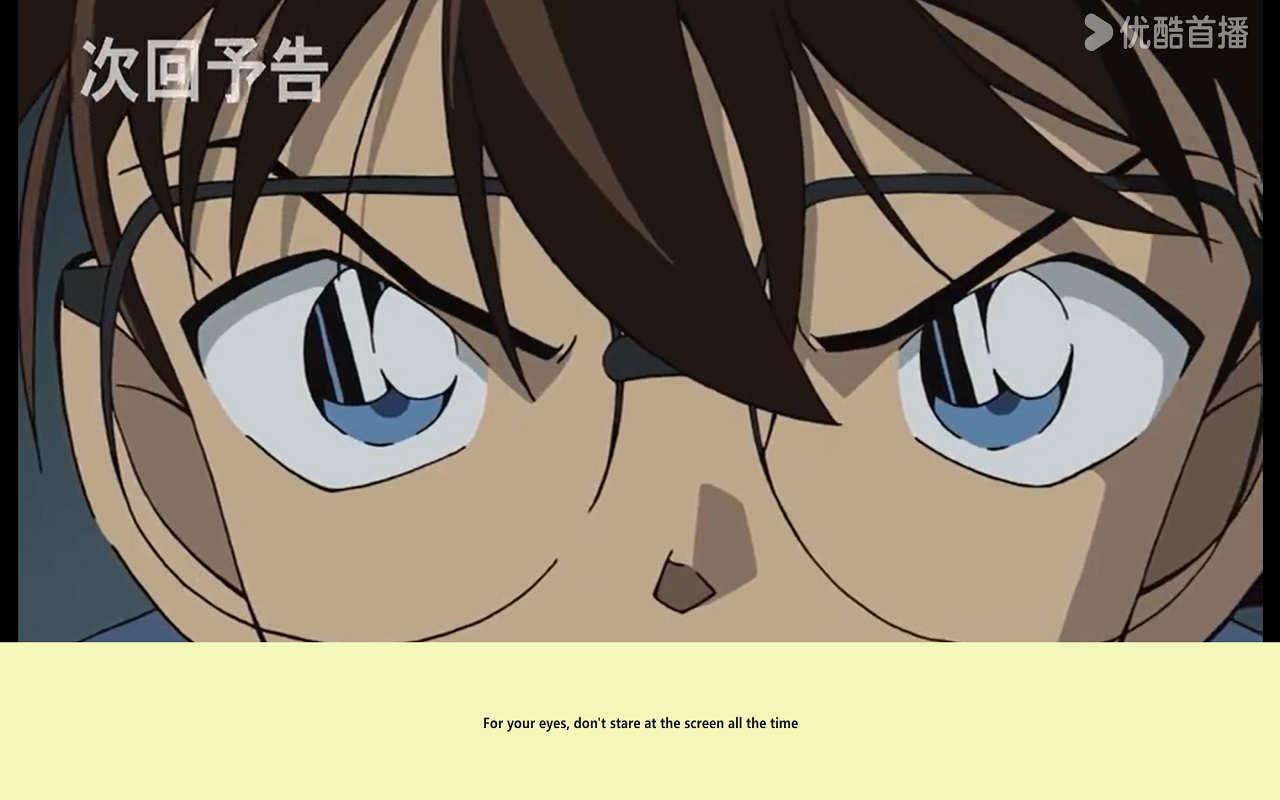 次回予告
优酷首播
For your eyes, don't stare at the screen all the time